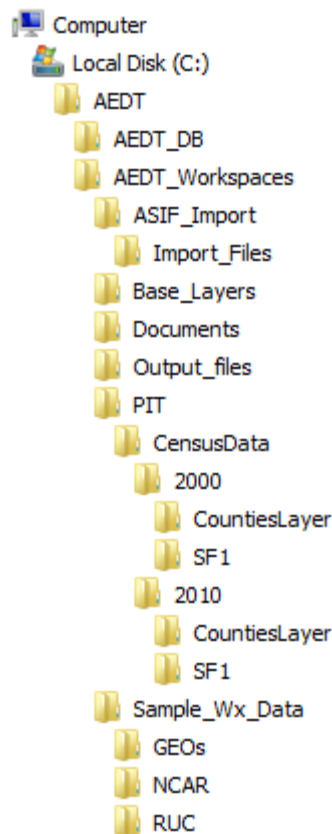 Computer
Local Disk (C:)
AEDT
AEDT_DB
AEDT_Workspaces
ASIF_Import
Import_Files
Base_Layers
Documents
Output_files
PIT
CensusData
2000
CountiesLayer
SF1
2010
CountiesLayer
SF1
Sample_Wx_Data
GEOs
NCAR
RUC